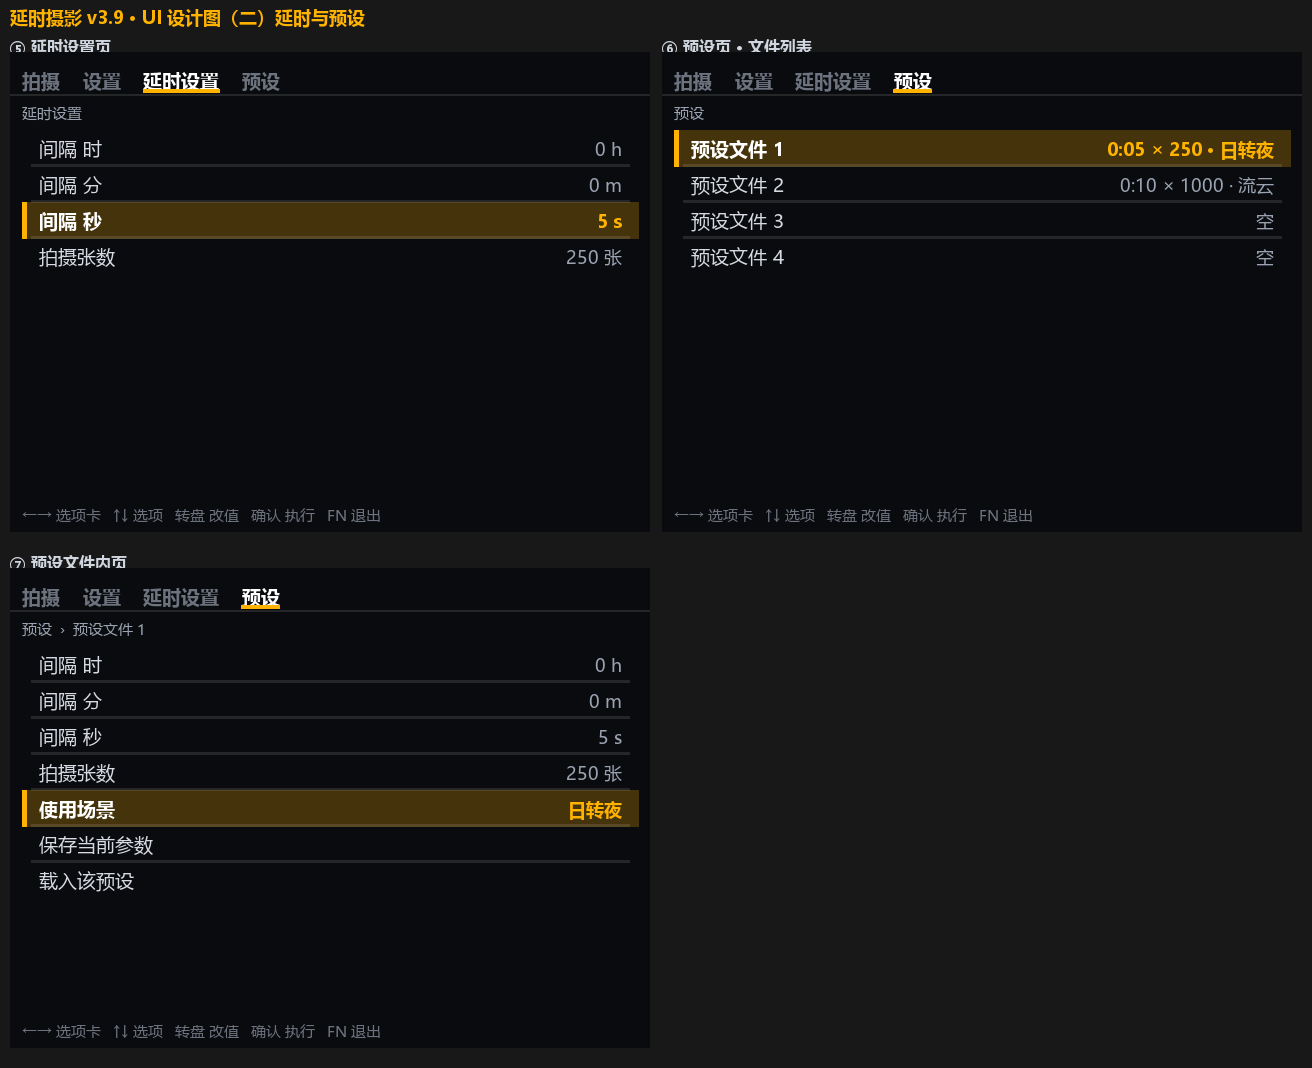 延时摄影 v3.9 • UI 设计图（二）延时与预设
⑤ 延时设置页
拍摄 设置 延时设置 预设
延时设置
间隔 时 0 h
间隔 分 0 m
间隔 秒 5 s
拍摄张数 250 张
←→ 选项卡 ↑↓ 选项 转盘 改值 确认 执行 FN 退出
⑥ 预设页 • 文件列表
拍摄 设置 延时设置 预设
预设
预设文件 1 0:05 × 250 • 日转夜
预设文件 2 0:10 × 1000 · 流云
预设文件 3 空
预设文件 4 空
←→ 选项卡 ↑↓ 选项 转盘 改值 确认 执行 FN 退出
⑦ 预设文件内页
拍摄 设置 延时设置 预设
预设 › 预设文件 1
间隔 时 0 h
间隔 分 0 m
间隔 秒 5 s
拍摄张数 250 张
使用场景 日转夜
保存当前参数
载入该预设
←→ 选项卡 ↑↓ 选项 转盘 改值 确认 执行 FN 退出